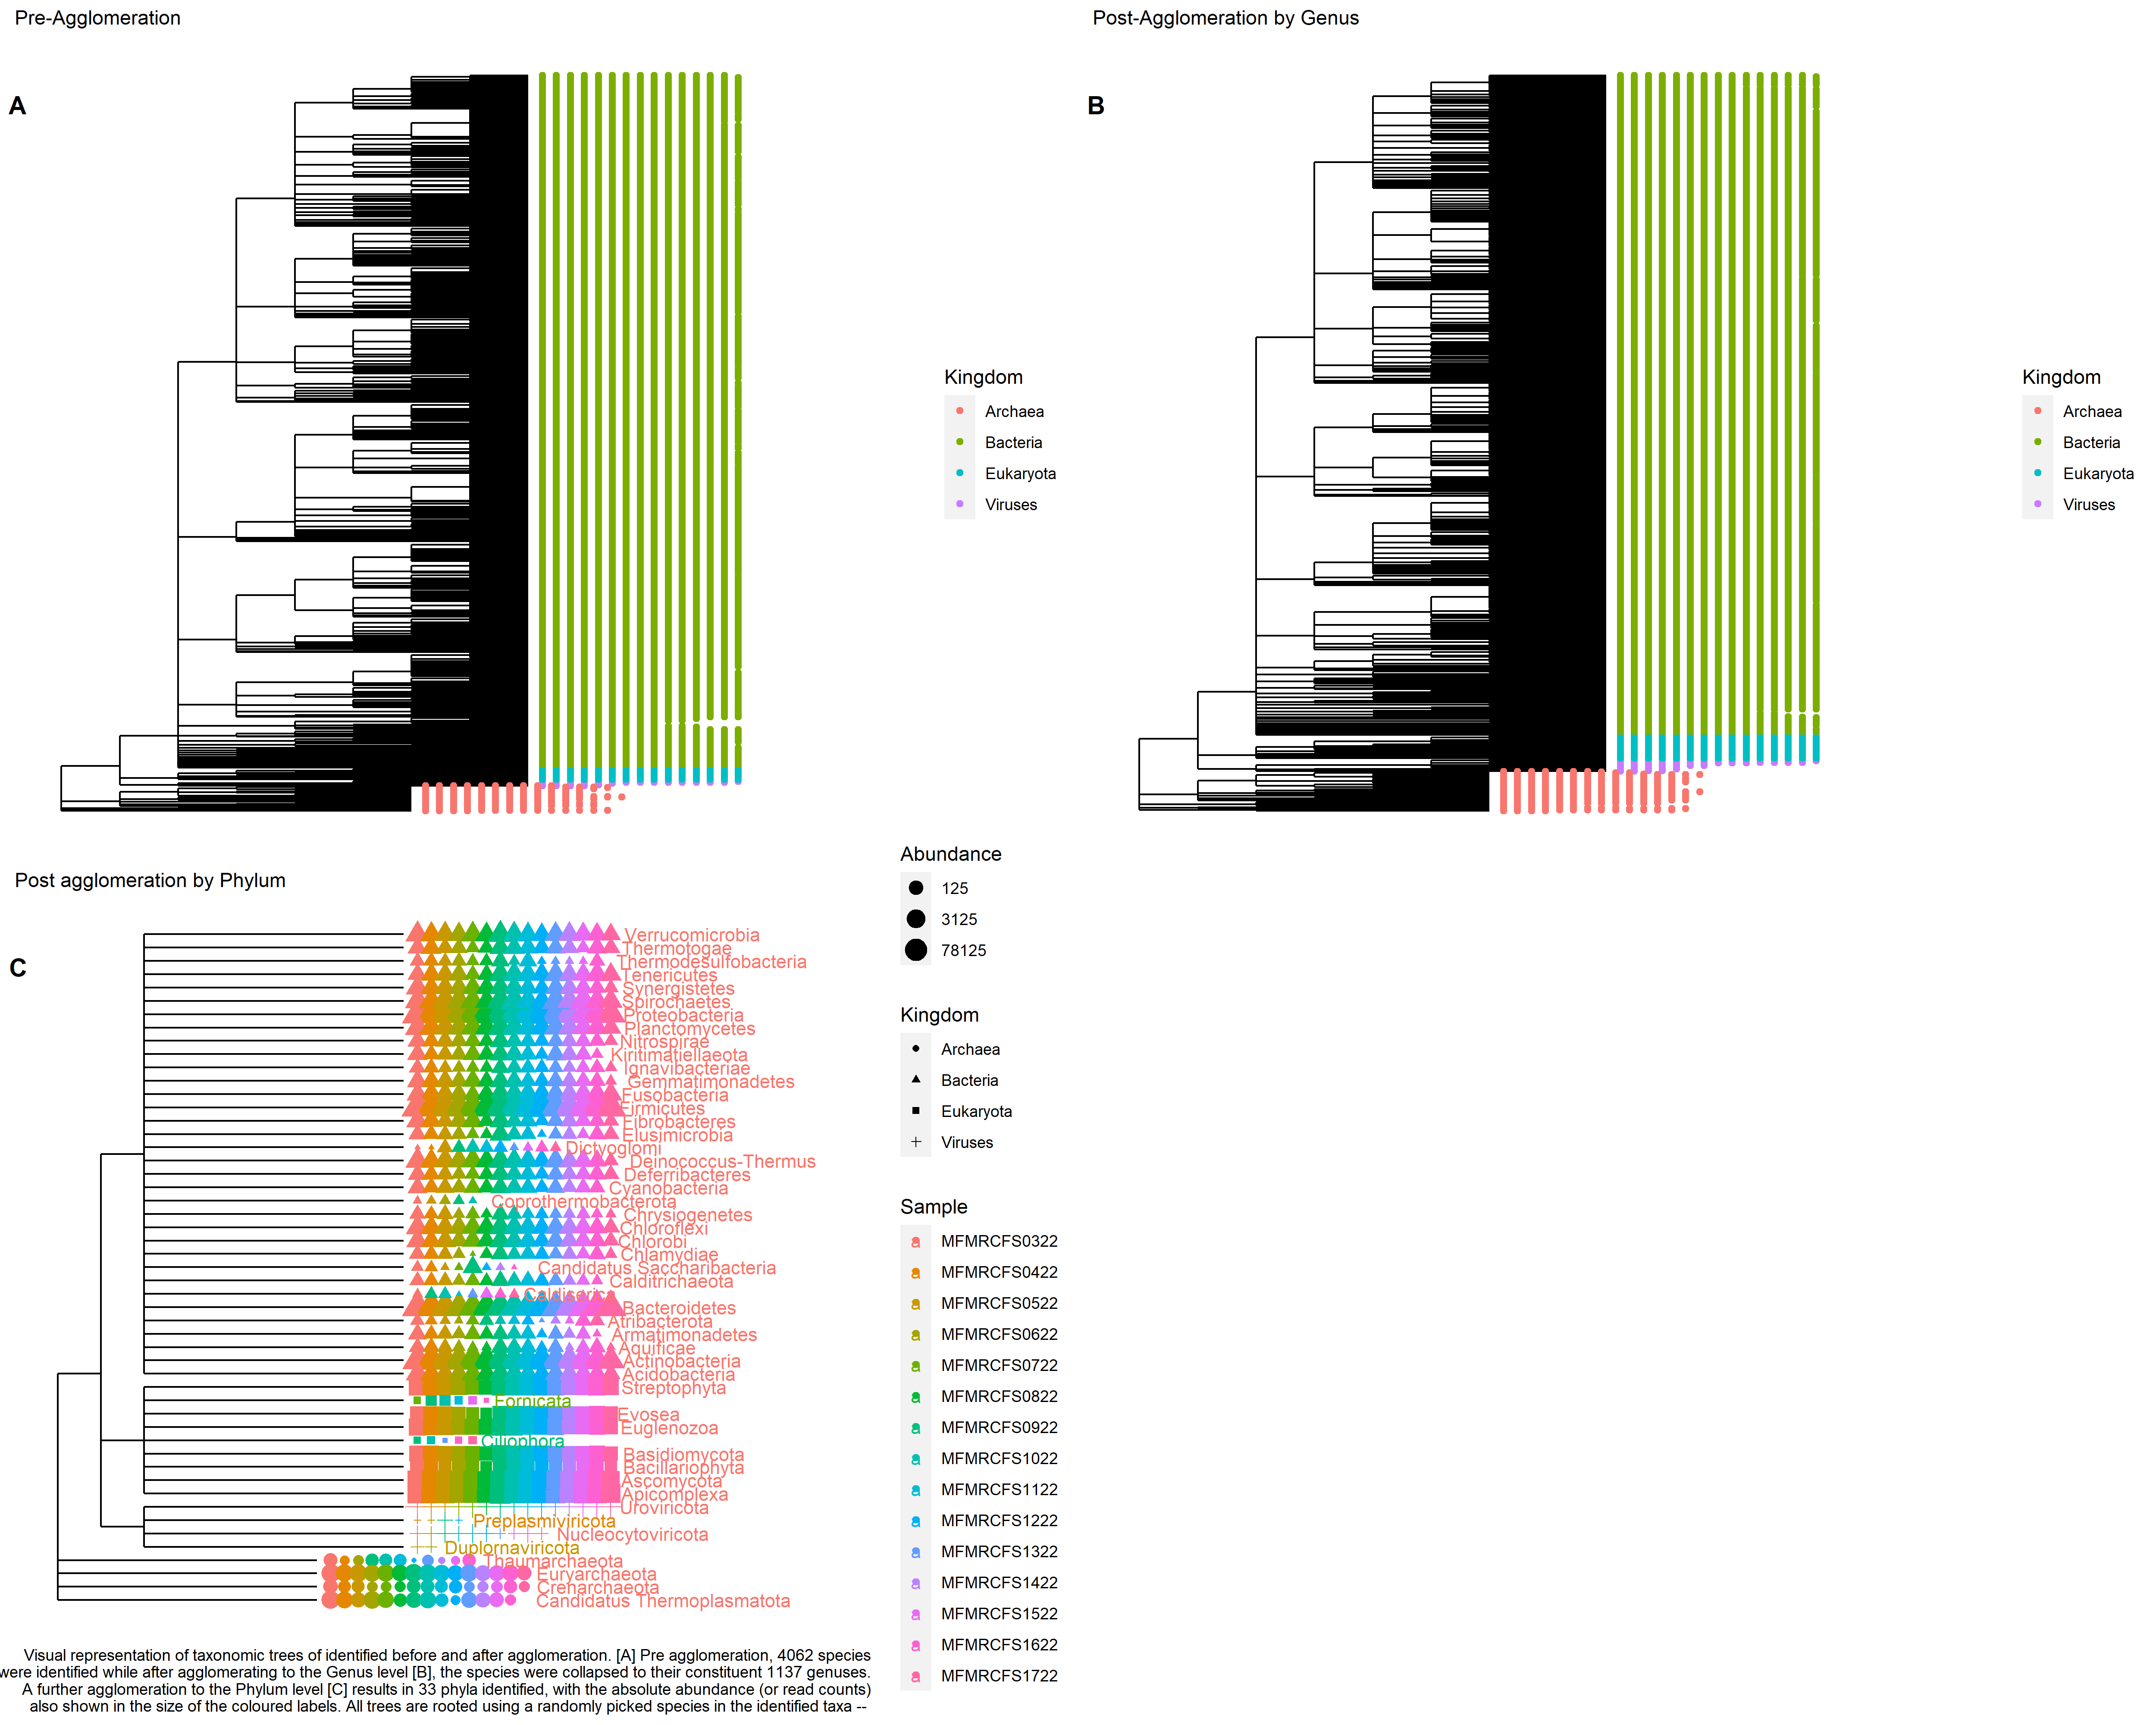 Pre-Agglomeration
Post-Agglomeration by Genus
A
B
Kingdom
Archaea
Bacteria
Eukaryota
Viruses
Kingdom
Archaea
Bacteria
Eukaryota
Viruses
Post agglomeration by Phylum
C
Verrucomicrobia
Thermotogae
Thermodesulfobacteria
Tenericutes
Synergistetes
Spirochaetes
Proteobacteria
Planctomycetes
Nitrospirae
Kiritimatiellaeota
Ignavibacteriae
Gemmatimonadetes
Fusobacteria
Firmicutes
Fibrobacteres
Elusimicrobia
Dictyoglomi
Deinococcus-Thermus
Deferribacteres
Cyanobacteria
Coprothermobacterota
Chrysiogenetes
Chloroflexi
Chlorobi
Chlamydiae
Candidatus Saccharibacteria
Calditrichaeota
Caldiserica
Bacteroidetes
Atribacterota
Armatimonadetes
Aquificae
Actinobacteria
Acidobacteria
Streptophyta
Fornicata
Evosea
Euglenozoa
Ciliophora
Basidiomycota
Bacillariophyta
Ascomycota
Apicomplexa
Uroviricota
Preplasmiviricota
Nucleocytoviricota
Duplornaviricota
Thaumarchaeota
Euryarchaeota
Crenarchaeota
Candidatus Thermoplasmatota
Abundance
125
3125
78125
Kingdom
Archaea
Bacteria
Eukaryota
Viruses
Sample
a MFMRCFS0322
a MFMRCFS0422
a MFMRCFS0522
a MFMRCFS0622
a MFMRCFS0722
a MFMRCFS0822
a MFMRCFS0922
a MFMRCFS1022
a MFMRCFS1122
a MFMRCFS1222
a MFMRCFS1322
a MFMRCFS1422
a MFMRCFS1522
a MFMRCFS1622
a MFMRCFS1722
Visual representation of taxonomic trees of identified before and after agglomeration. [A] Pre agglomeration, 4062 species
were identified while after agglomerating to the Genus level [B], the species were collapsed to their constituent 1137 genuses.
A further agglomeration to the Phylum level [C] results in 33 phyla identified, with the absolute abundance (or read counts)
also shown in the size of the coloured labels. All trees are rooted using a randomly picked species in the identified taxa --